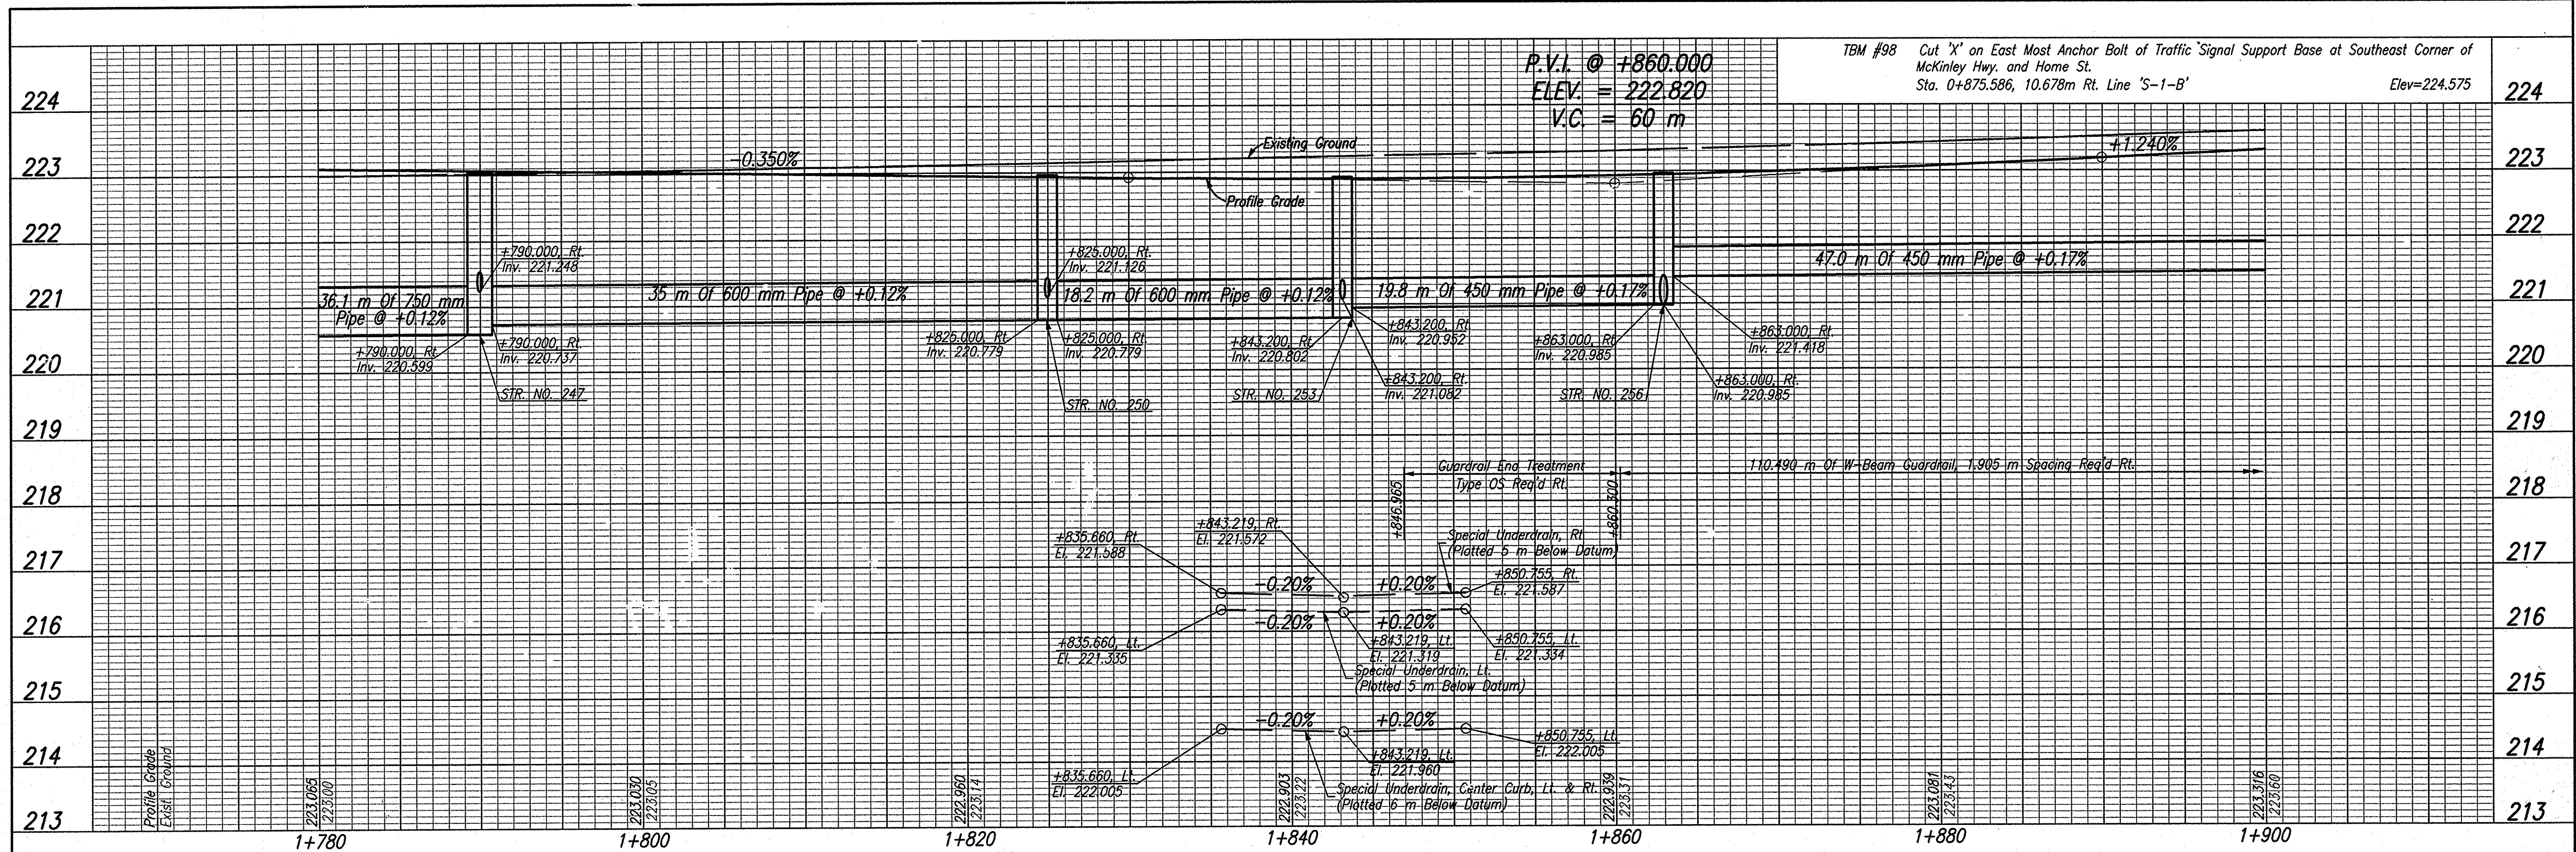 P.V.I. @ +860.000
ELEV. = 222.820
V.C. = 60 m
TBM #98 Cut 'X' on East Most Anchor Bolt of Traffic Signal Support Base at Southeast Corner of
McKinley Hwy. and Home St.
Sta. 0+875.586, 10.678m Rt. Line 'S-1-B' Elev=224.575
224
224
Existing Ground
-0.350%
+1.240%
223
223
Profile Grade
222
222
+790.000, Rt.
Inv. 221.248
+825.000, Rt.
Inv. 221.126
47.0 m Of 450 mm Pipe @ +0.17%
221
221
36.1 m Of 750 mm
Pipe @ +0.12%
35 m Of 600 mm Pipe @ +0.12%
18.2 m Of 600 mm Pipe @ +0.12%
19.8 m Of 450 mm Pipe @ +0.17%
+790.000, Rt.
Inv. 220.599
+790.000, Rt.
Inv. 220.737
+825.000, Rt.
Inv. 220.779
+825.000, Rt.
Inv. 220.779
+843.200, Rt.
Inv. 220.802
+843.200, Rt.
Inv. 220.952
+863.000, Rt.
Inv. 220.985
+863.000, Rt.
Inv. 221.418
220
220
STR. NO. 247
STR. NO. 250
STR. NO. 253
+843.200, Rt.
Inv. 221.082
STR. NO. 256
+863.000, Rt.
Inv. 220.985
219
219
Guardrail End Treatment
Type OS Req'd Rt.
110.490 m Of W-Beam Guardrail, 1.905 m Spacing Req'd Rt.
218
218
+846.965
+860.300
+835.660, Rt.
El. 221.588
+843.219, Rt.
El. 221.572
Special Underdrain, Rt
(Plotted 5 m Below Datum)
217
217
-0.20%
+0.20%
+850.755, Rt.
El. 221.587
216
216
-0.20%
+0.20%
+835.660, Lt.
El. 221.335
+843.219, Lt.
El. 221.319
+850.755, Lt.
El. 221.334
Special Underdrain, Lt.
(Plotted 5 m Below Datum)
215
215
-0.20%
+0.20%
+850.755, Lt.
El. 222.005
214
214
+835.660, Lt.
El. 222.005
+843.219, Lt.
El. 221.960
Special Underdrain, Center Curb, Lt. & Rt.
(Plotted 6 m Below Datum)
Profile Grade
Exist. Ground
223.065
223.00
223.030
223.05
222.960
223.14
222.903
223.22
222.939
223.31
223.081
223.43
223.316
223.60
213
213
1+780
1+800
1+820
1+840
1+860
1+880
1+900